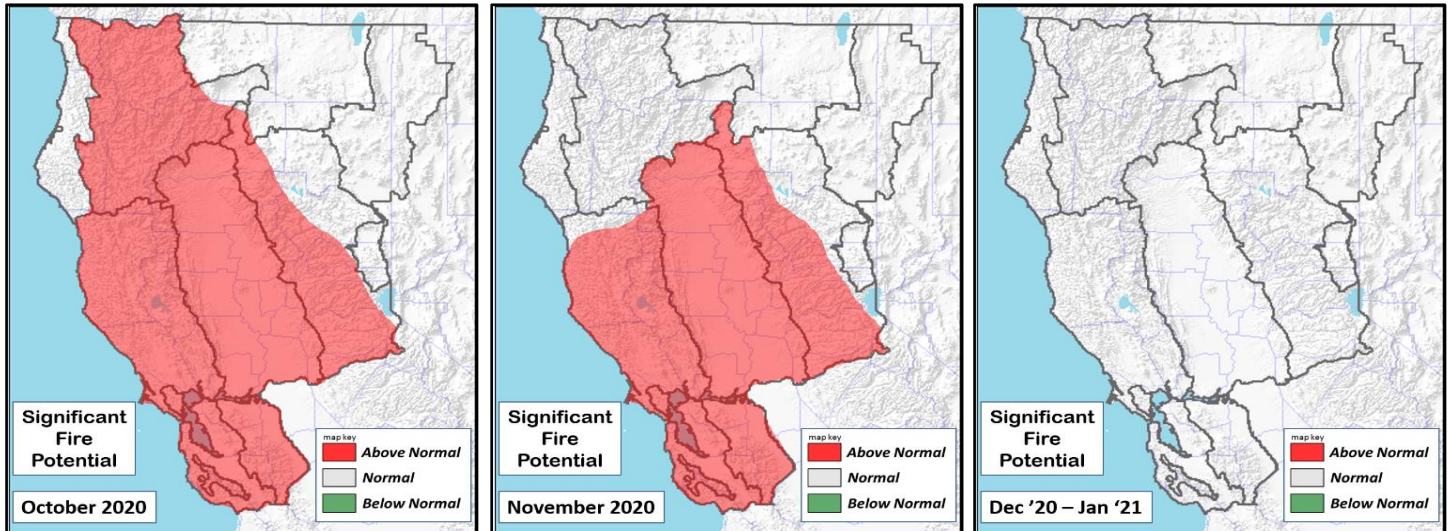 Significant
Fire
Potential
October 2020
map key
Above Normal
Normal
Below Normal
Significant
Fire
Potential
November 2020
map key
Above Normal
Normal
Below Normal
Significant
Fire
Potential
Dec ’20 – Jan ‘21
map key
Above Normal
Normal
Below Normal